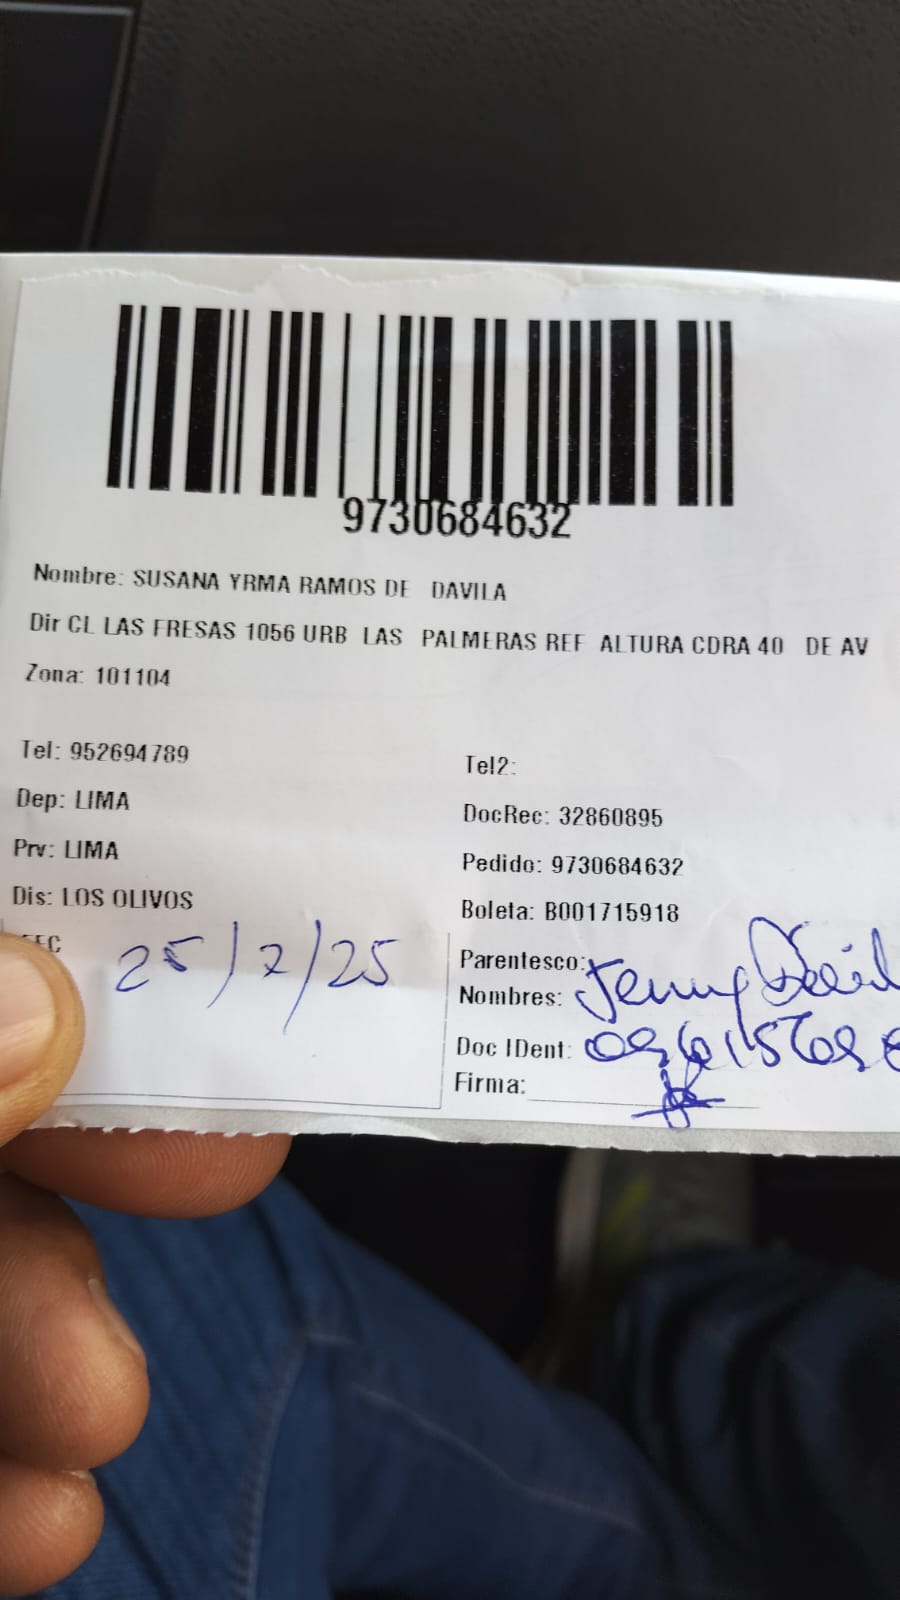 9730684632
Nombre: SUSANA YRMA RAMOS DE DAVILA
Dir CL LAS FRESAS 1056 URB LAS PALMERAS REF ALTURA CDRA 40 DE AV
Zona: 101104
Tel: 952694789
Tel2:
Dep: LIMA
DocRec: 32860895
Prv: LIMA
Pedido: 9730684632
Dis: LOS OLIVOS
Boleta: B001715918
25/7/25
Parentesco:
Nombres: Jenny
Doc IDent:
Firma: